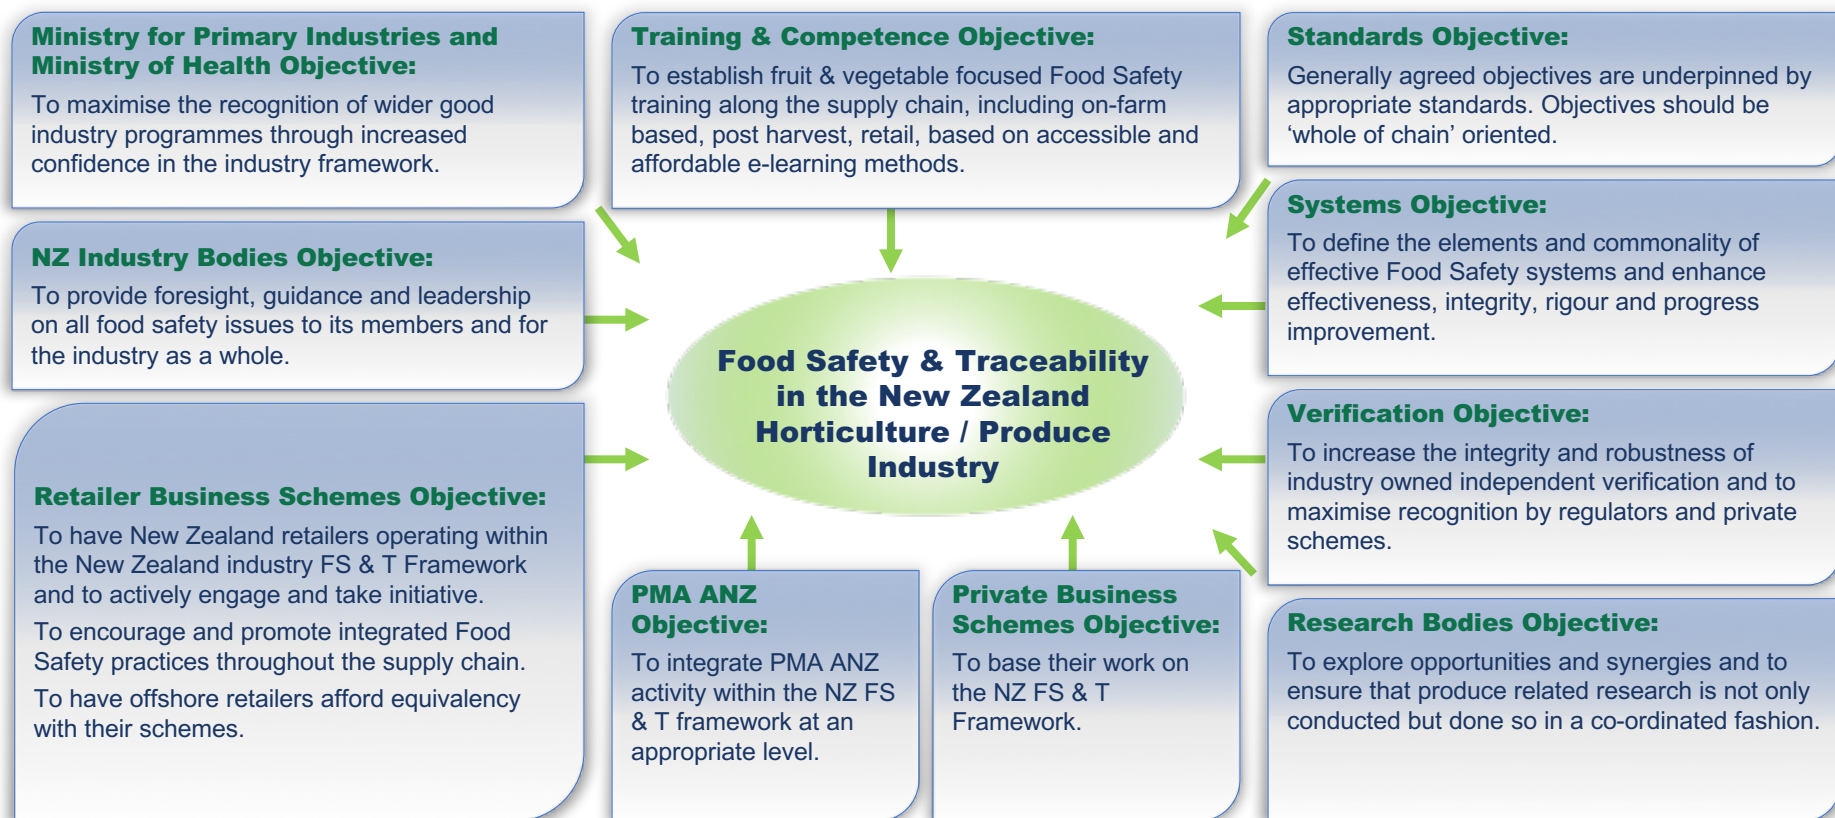 Ministry for Primary Industries and
Ministry of Health Objective:
To maximise the recognition of wider good
industry programmes through increased
confidence in the industry framework.
Training & Competence Objective:
To establish fruit & vegetable focused Food Safety
training along the supply chain, including on-farm
based, post harvest, retail, based on accessible and
affordable e-learning methods.
Standards Objective:
Generally agreed objectives are underpinned by
appropriate standards. Objectives should be
‘whole of chain’ oriented.
NZ Industry Bodies Objective:
To provide foresight, guidance and leadership
on all food safety issues to its members and for
the industry as a whole.
Systems Objective:
To define the elements and commonality of
effective Food Safety systems and enhance
effectiveness, integrity, rigour and progress
improvement.
Food Safety & Traceability
in the New Zealand
Horticulture / Produce
Industry
Retailer Business Schemes Objective:
To have New Zealand retailers operating within
the New Zealand industry FS & T Framework
and to actively engage and take initiative.
To encourage and promote integrated Food
Safety practices throughout the supply chain.
To have offshore retailers afford equivalency
with their schemes.
Verification Objective:
To increase the integrity and robustness of
industry owned independent verification and to
maximise recognition by regulators and private
schemes.
PMA ANZ
Objective:
To integrate PMA ANZ
activity within the NZ FS
& T framework at an
appropriate level.
Private Business
Schemes Objective:
To base their work on
the NZ FS & T
Framework.
Research Bodies Objective:
To explore opportunities and synergies and to
ensure that produce related research is not only
conducted but done so in a co-ordinated fashion.